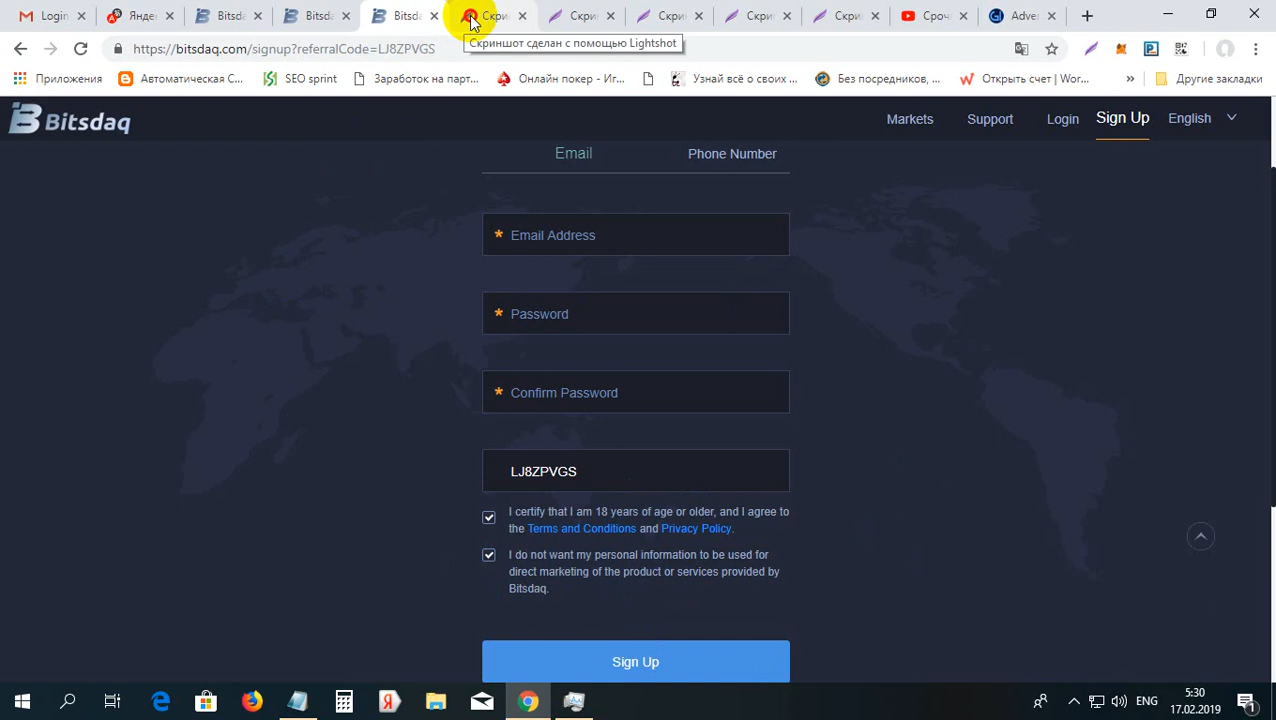 Login
Янде
Bitsd
Bitsd
Bitsda
Скри
Скри
Скри
Скри
Скри
Сроч
Adve
Скриншот сделан с помощью Lightshot
https://bitsdaq.com/signup?referralCode=LJ8ZPVGS
Приложения
Автоматическая С...
SEO sprint
Заработок на парт...
Онлайн покер - Иг...
Узнай всё о своих ...
Без посредников, ...
Открыть счет | Wor...
»
Другие закладки
Bitsdaq
Markets
Support
Login
Sign Up
English
Email
Phone Number
* Email Address
* Password
* Confirm Password
LJ8ZPVGS
I certify that I am 18 years of age or older, and I agree to
the Terms and Conditions and Privacy Policy.
I do not want my personal information to be used for
direct marketing of the product or services provided by
Bitsdaq.
Sign Up
ENG
5:30
17.02.2019
1